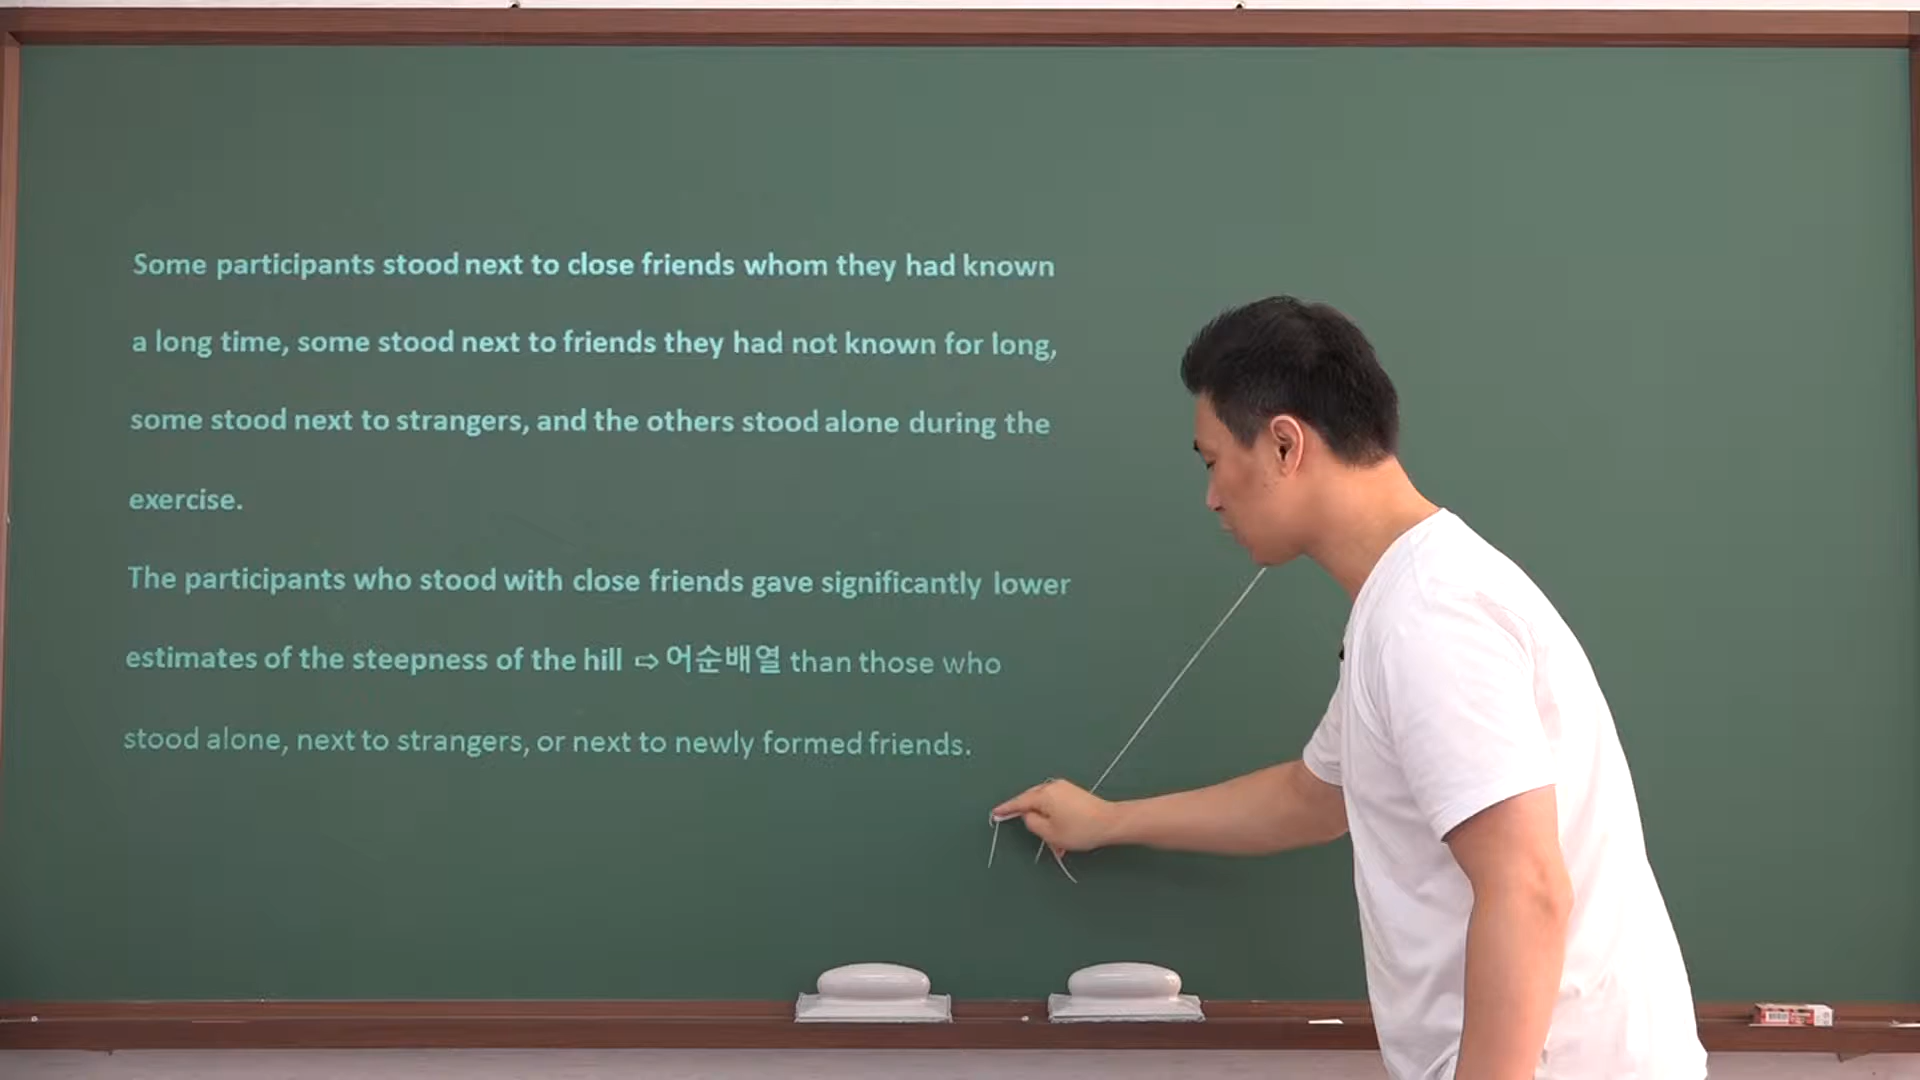 Some participants stood next to close friends whom they had known
a long time, some stood next to friends they had not known for long,
some stood next to strangers, and the others stood alone during the
exercise.
The participants who stood with close friends gave significantly lower
estimates of the steepness of the hill ⇨ 어순배열 than those who
stood alone, next to strangers, or next to newly formed friends.